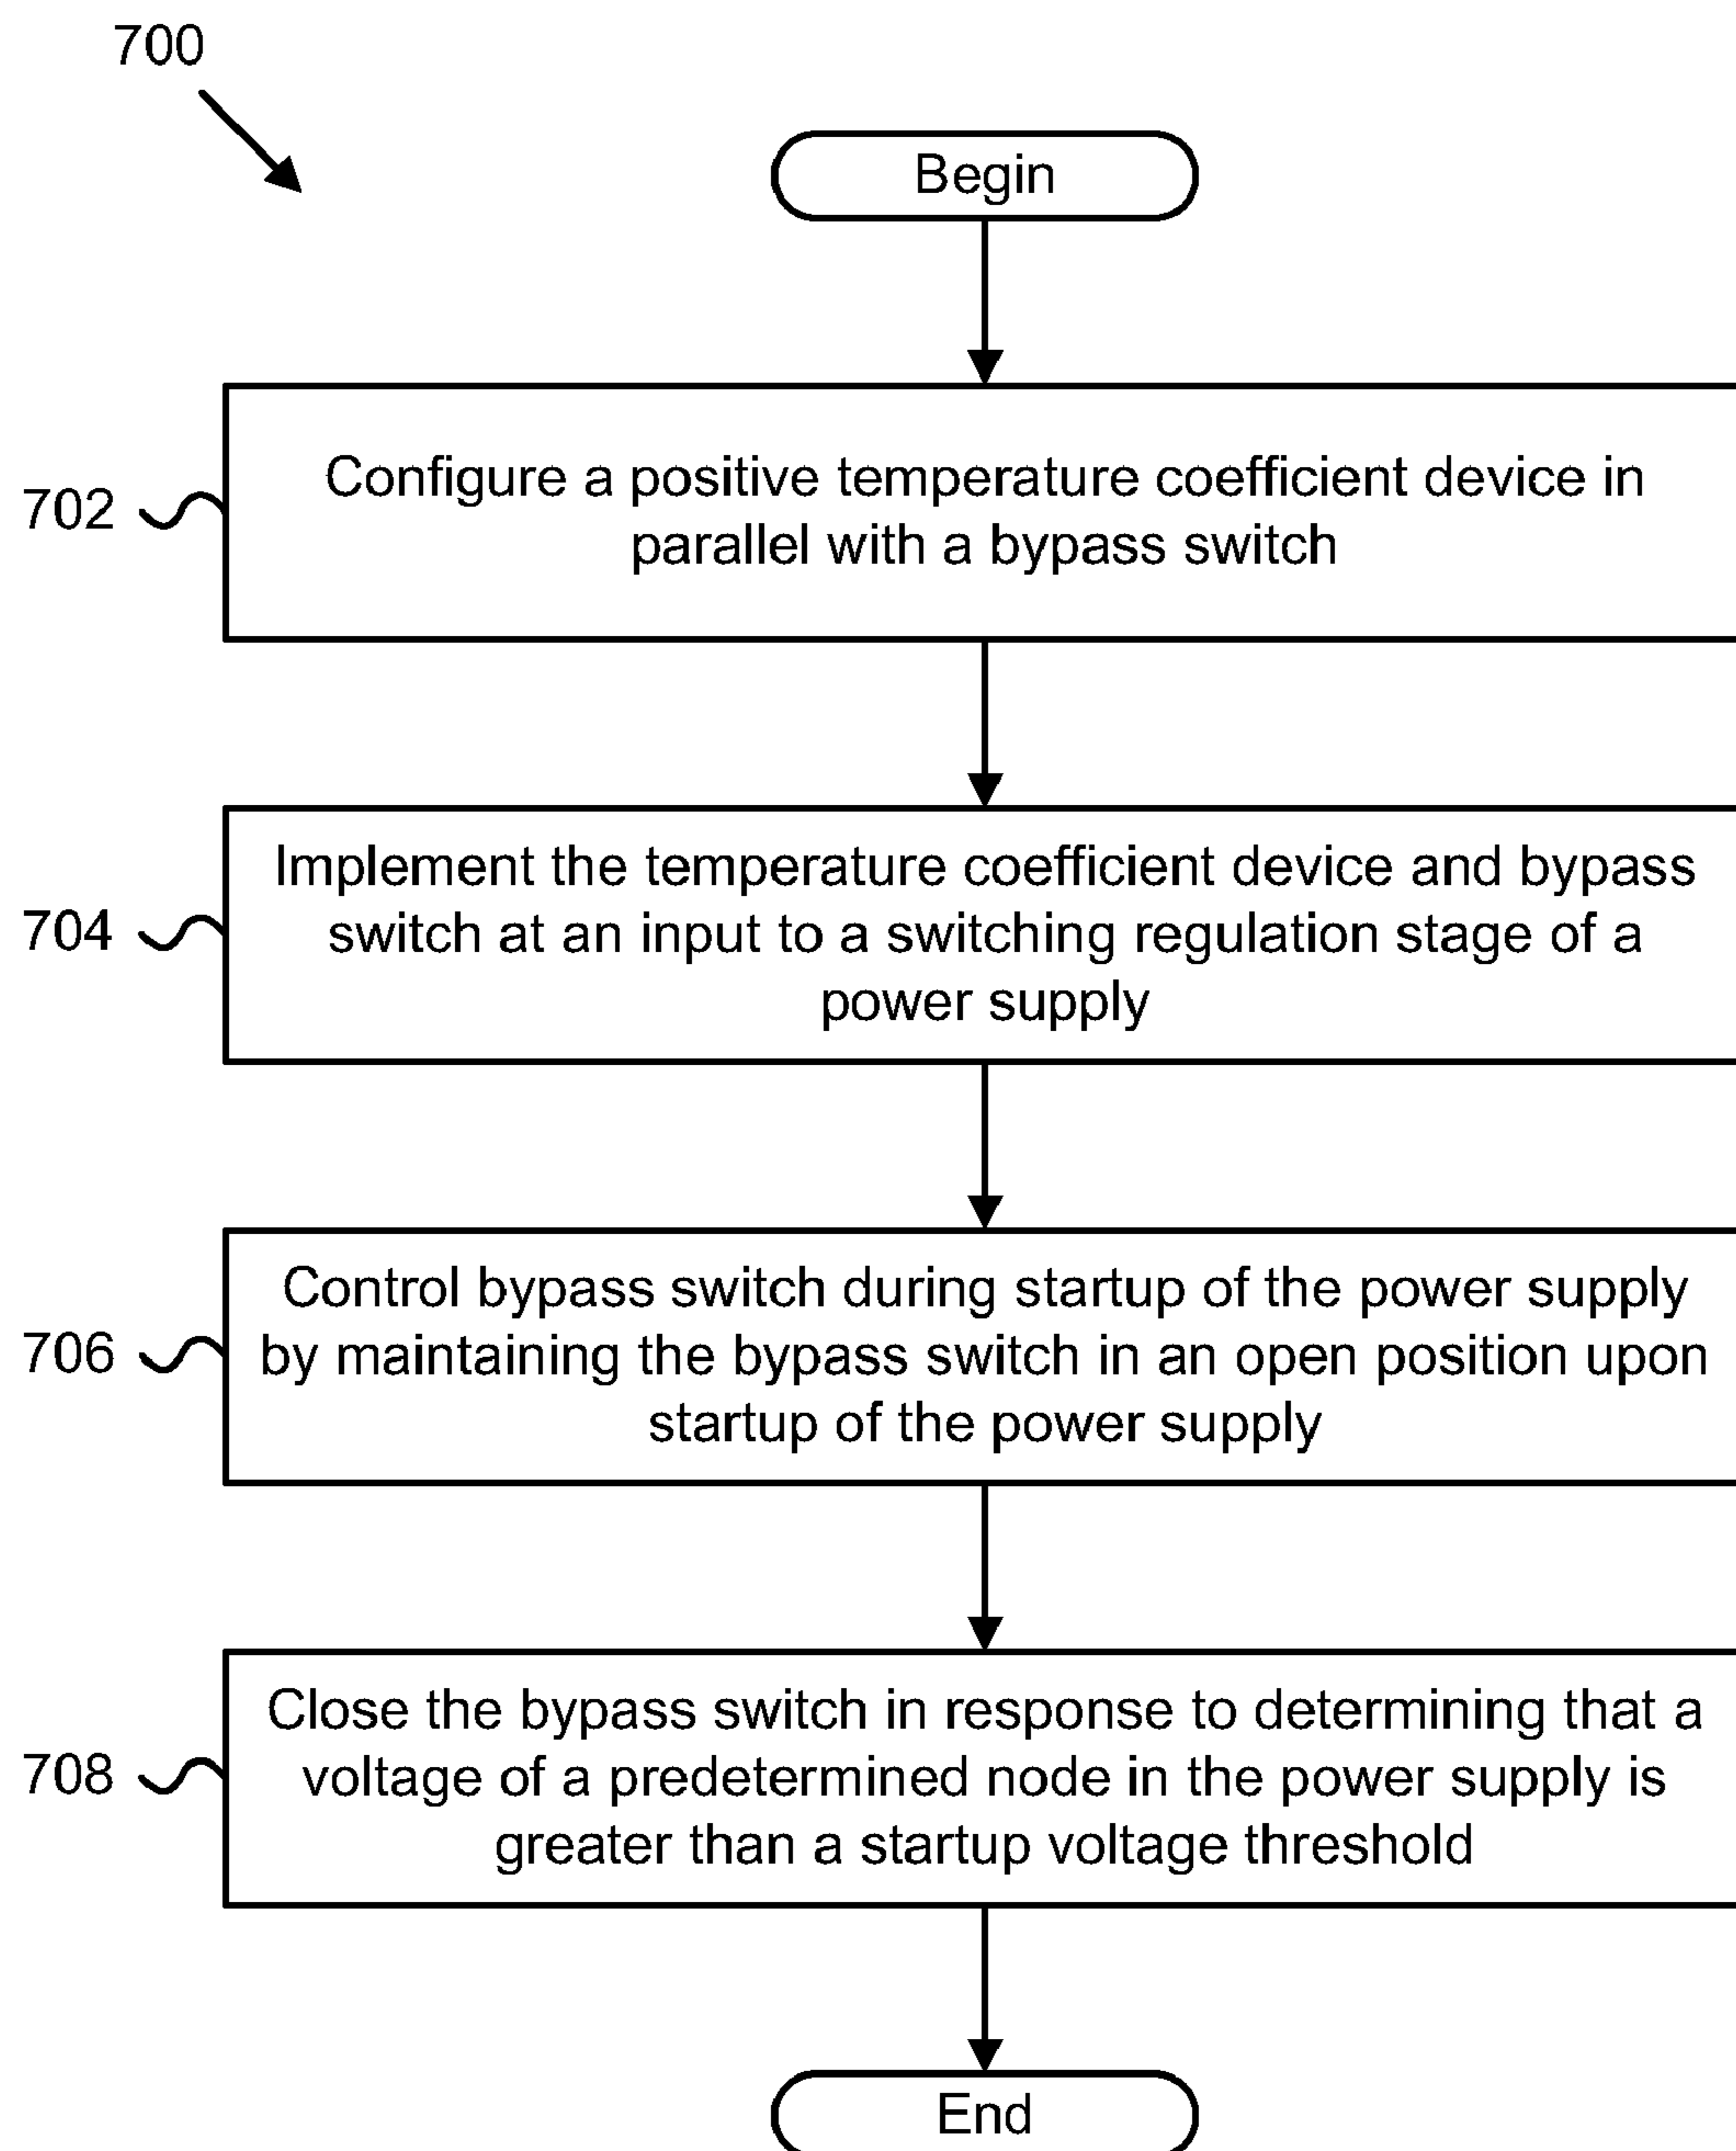 700
Begin
702
Configure a positive temperature coefficient device in
parallel with a bypass switch
704
Implement the temperature coefficient device and bypass
switch at an input to a switching regulation stage of a
power supply
706
Control bypass switch during startup of the power supply
by maintaining the bypass switch in an open position upon
startup of the power supply
708
Close the bypass switch in response to determining that a
voltage of a predetermined node in the power supply is
greater than a startup voltage threshold
End